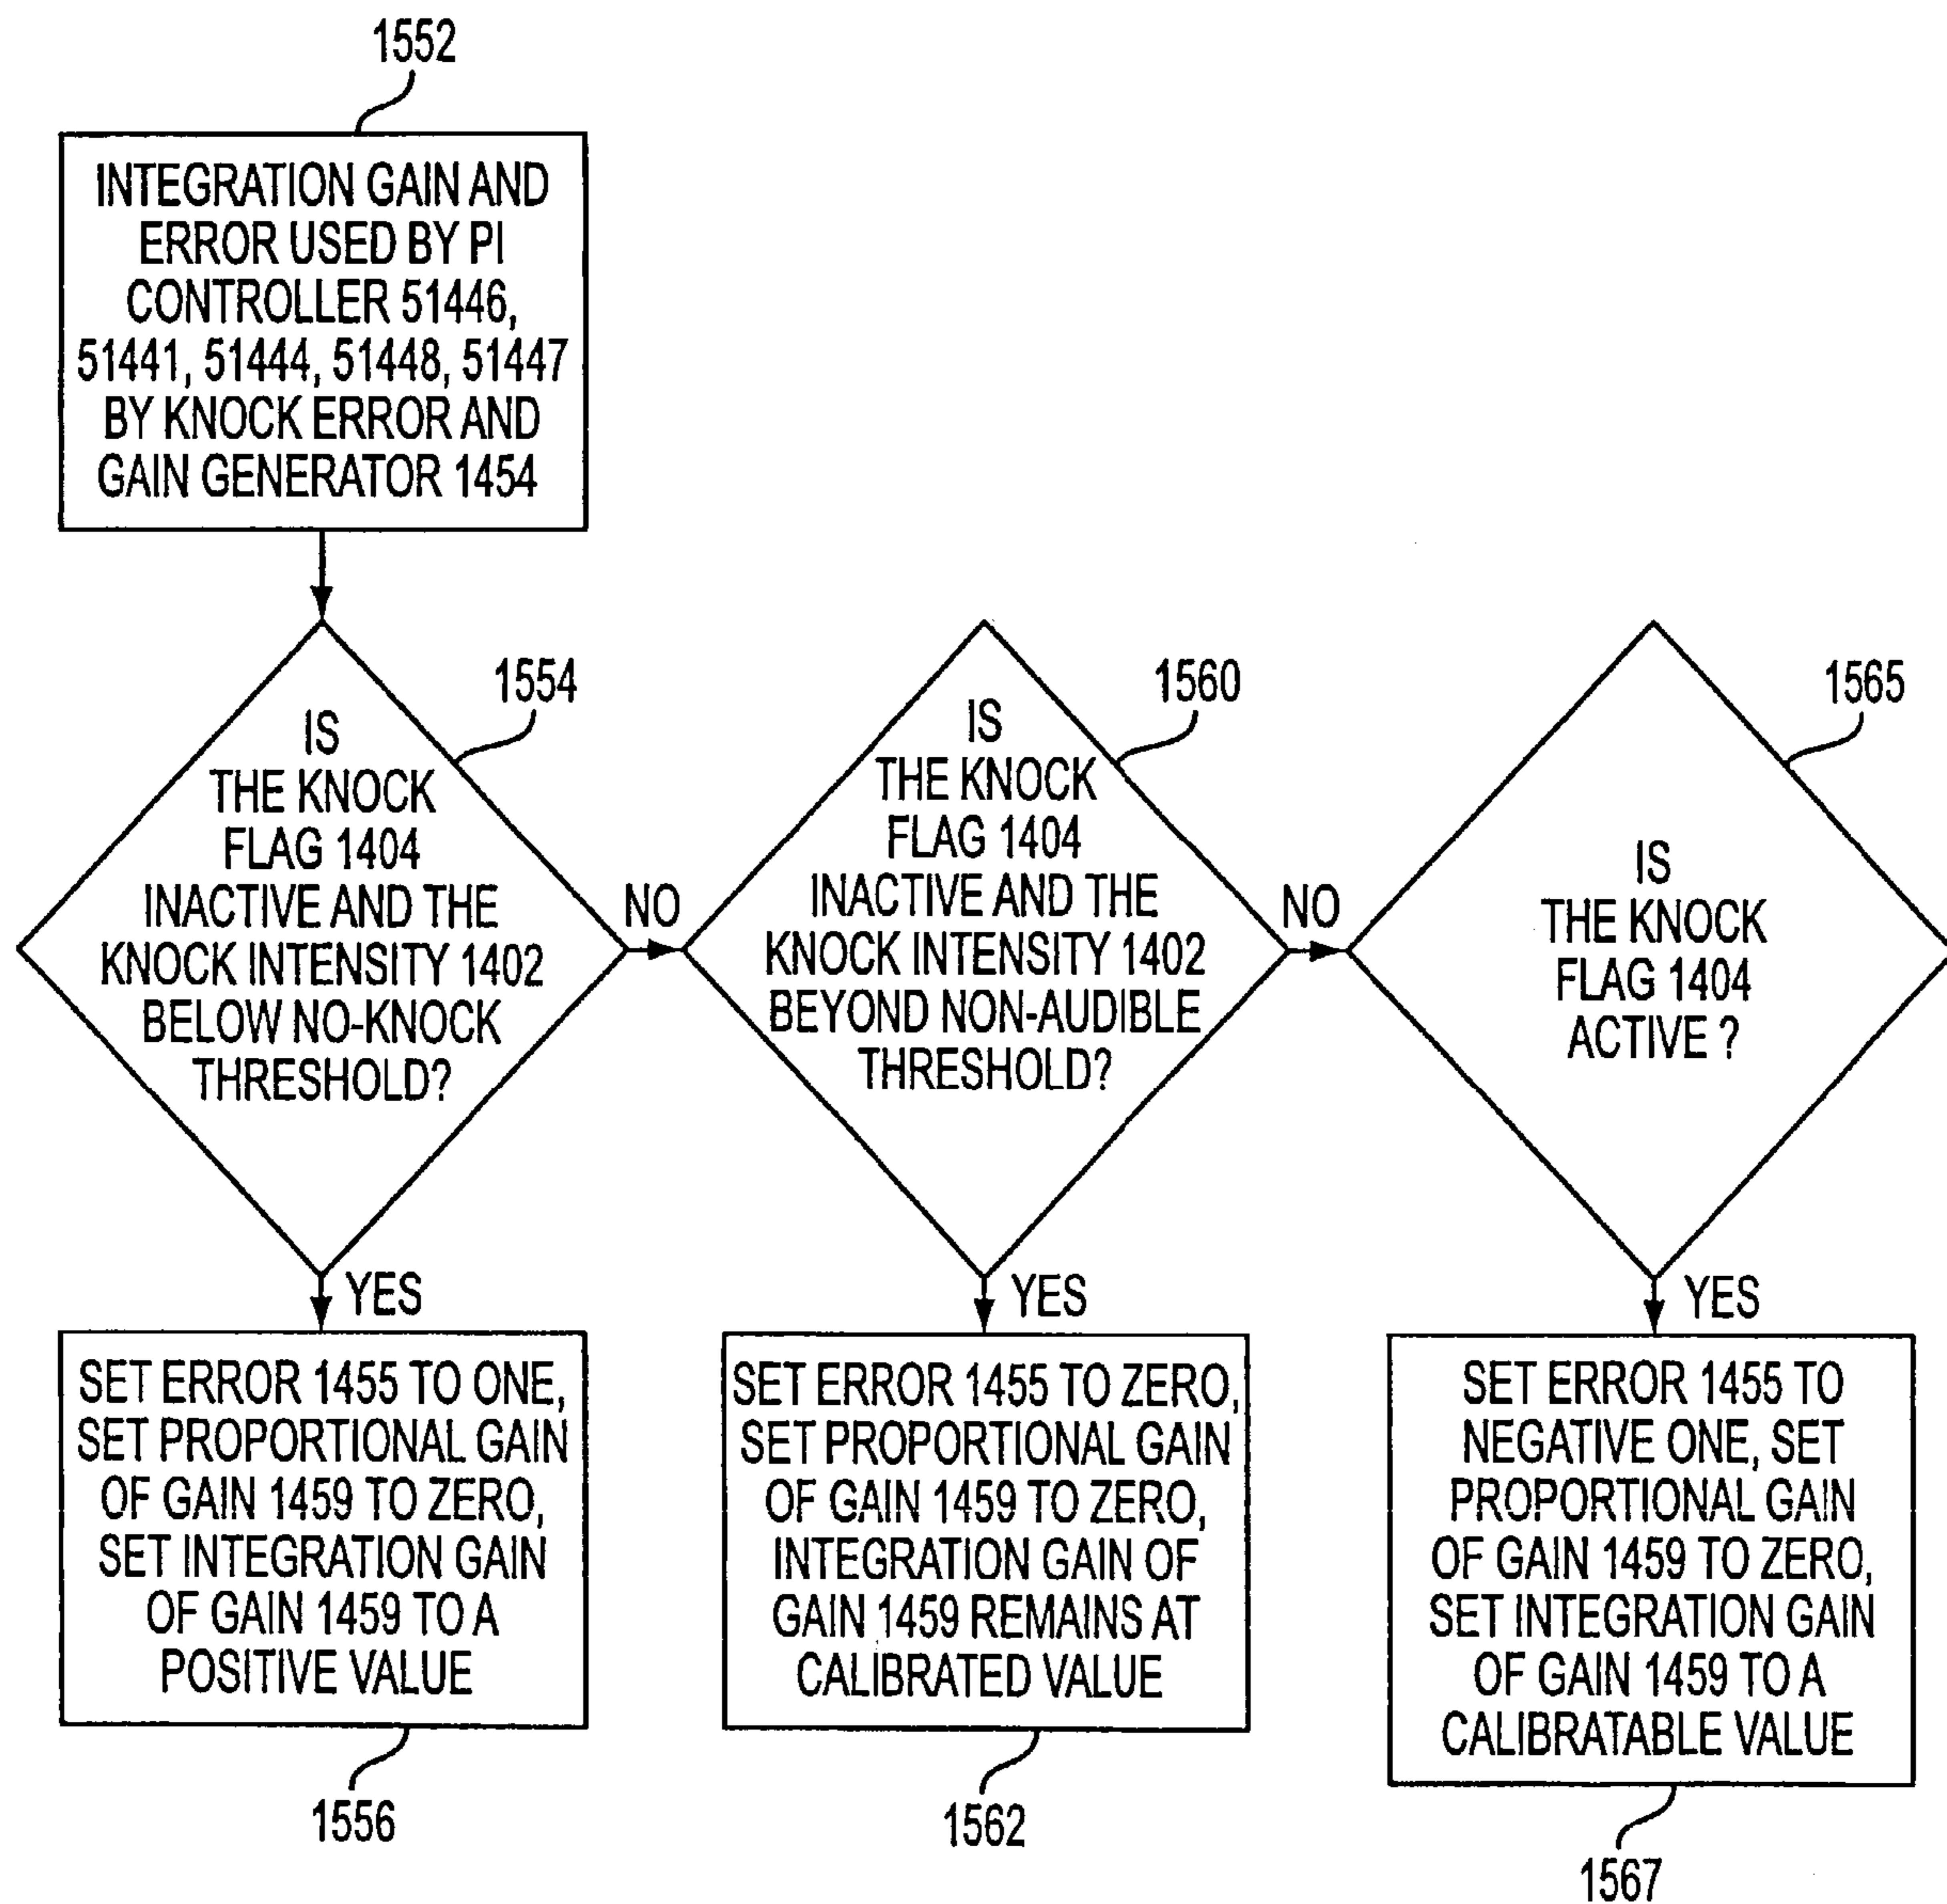 1552
INTEGRATION GAIN AND
ERROR USED BY PI
CONTROLLER 51446,
51441, 51444, 51448, 51447
BY KNOCK ERROR AND
GAIN GENERATOR 1454
1554
IS
THE KNOCK
FLAG 1404
INACTIVE AND THE
KNOCK INTENSITY 1402
BELOW NO-KNOCK
THRESHOLD?
NO
1560
IS
THE KNOCK
FLAG 1404
INACTIVE AND THE
KNOCK INTENSITY 1402
BEYOND NON-AUDIBLE
THRESHOLD?
NO
1565
IS
THE KNOCK
FLAG 1404
ACTIVE ?
YES
YES
YES
SET ERROR 1455 TO ONE,
SET PROPORTIONAL GAIN
OF GAIN 1459 TO ZERO,
SET INTEGRATION GAIN
OF GAIN 1459 TO A
POSITIVE VALUE
1556
SET ERROR 1455 TO ZERO,
SET PROPORTIONAL GAIN
OF GAIN 1459 TO ZERO,
INTEGRATION GAIN OF
GAIN 1459 REMAINS AT
CALIBRATED VALUE
1562
SET ERROR 1455 TO
NEGATIVE ONE, SET
PROPORTIONAL GAIN
OF GAIN 1459 TO ZERO,
SET INTEGRATION GAIN
OF GAIN 1459 TO A
CALIBRATABLE VALUE
1567